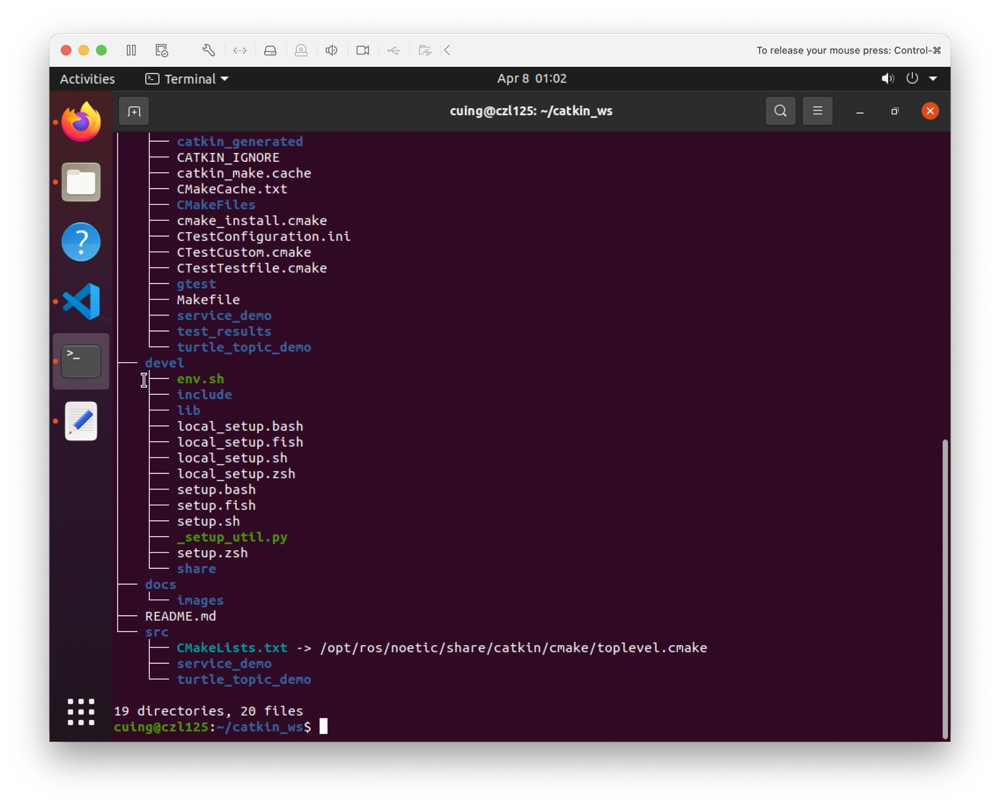 To release your mouse press: Control-⌘
Activities
Terminal
Apr 8 01:02
cuing@czl125: ~/catkin_ws
├── catkin_generated
├── CATKIN_IGNORE
├── catkin_make.cache
├── CMakeCache.txt
├── CMakeFiles
├── cmake_install.cmake
├── CTestConfiguration.ini
├── CTestCustom.cmake
├── CTestTestfile.cmake
├── gtest
├── Makefile
├── service_demo
├── test_results
└── turtle_topic_demo
├── devel
├── env.sh
├── include
├── lib
├── local_setup.bash
├── local_setup.fish
├── local_setup.sh
├── local_setup.zsh
├── setup.bash
├── setup.fish
├── setup.sh
├── _setup_util.py
├── setup.zsh
└── share
├── docs
└── images
├── README.md
└── src
├── CMakeLists.txt -> /opt/ros/noetic/share/catkin/cmake/toplevel.cmake
├── service_demo
└── turtle_topic_demo
19 directories, 20 files
cuing@czl125:~/catkin_ws$